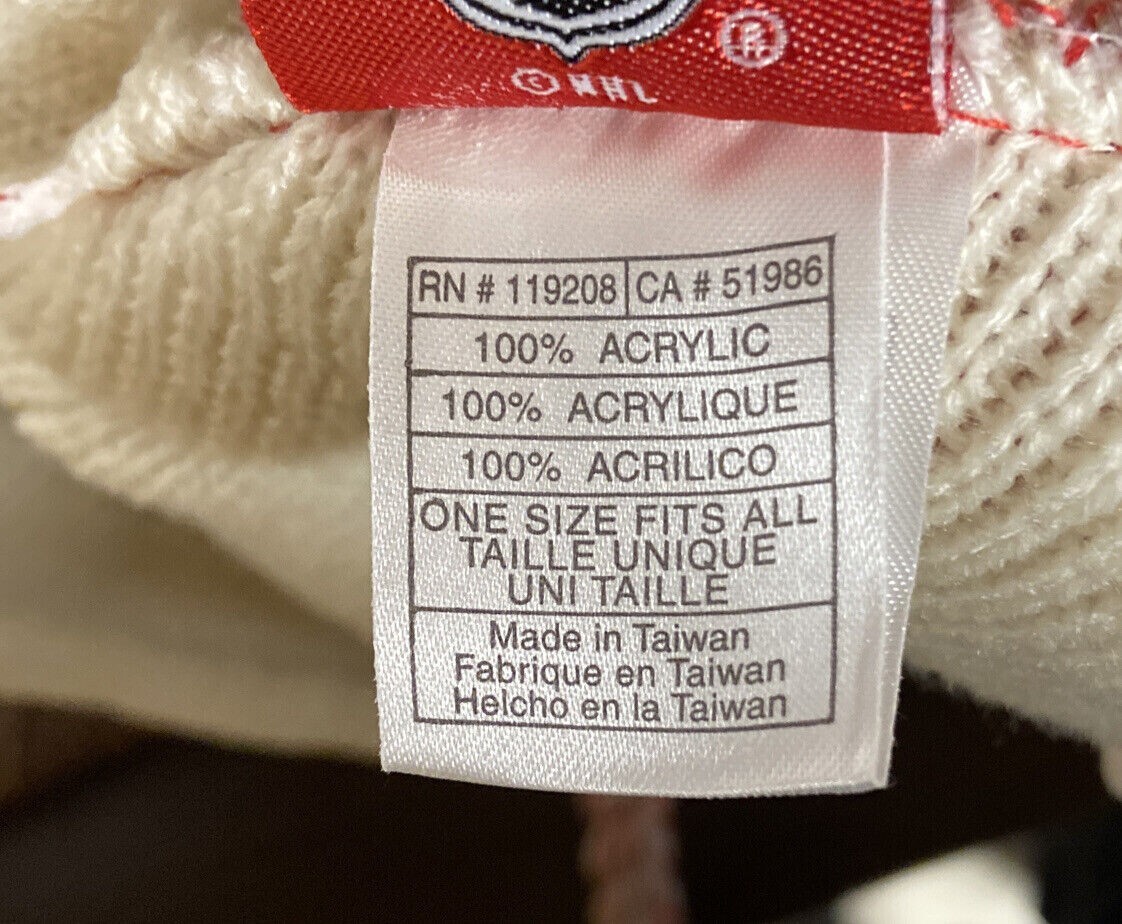 ®
© NHL
RN # 119208 CA # 51986
100% ACRYLIC
100% ACRYLIQUE
100% ACRILICO
ONE SIZE FITS ALL
TAILLE UNIQUE
UNI TAILLE
Made in Taiwan
Fabrique en Taiwan
Helcho en la Taiwan